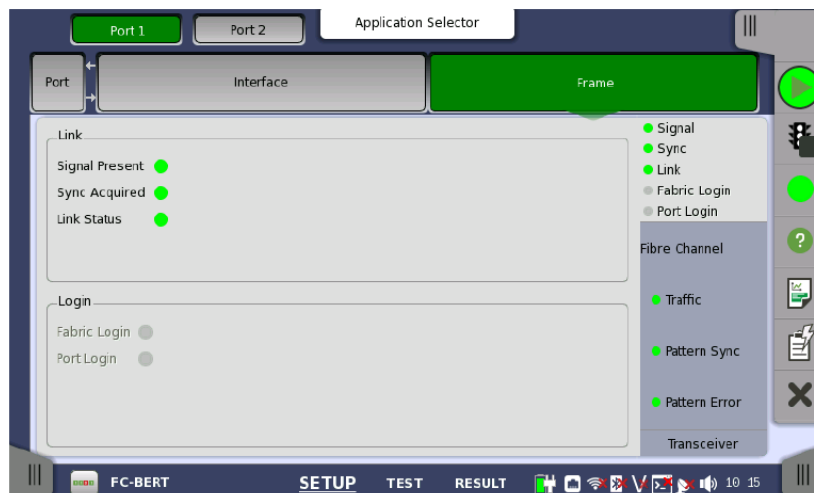 Port 1
Port 2
Application Selector
Port
Interface
Frame
Link
Signal Present
Sync Acquired
Link Status
Login
Fabric Login
Port Login
Signal
Sync
Link
Fabric Login
Port Login
Fibre Channel
Traffic
Pattern Sync
Pattern Error
Transceiver
FC-BERT
SETUP
TEST
RESULT
10 15